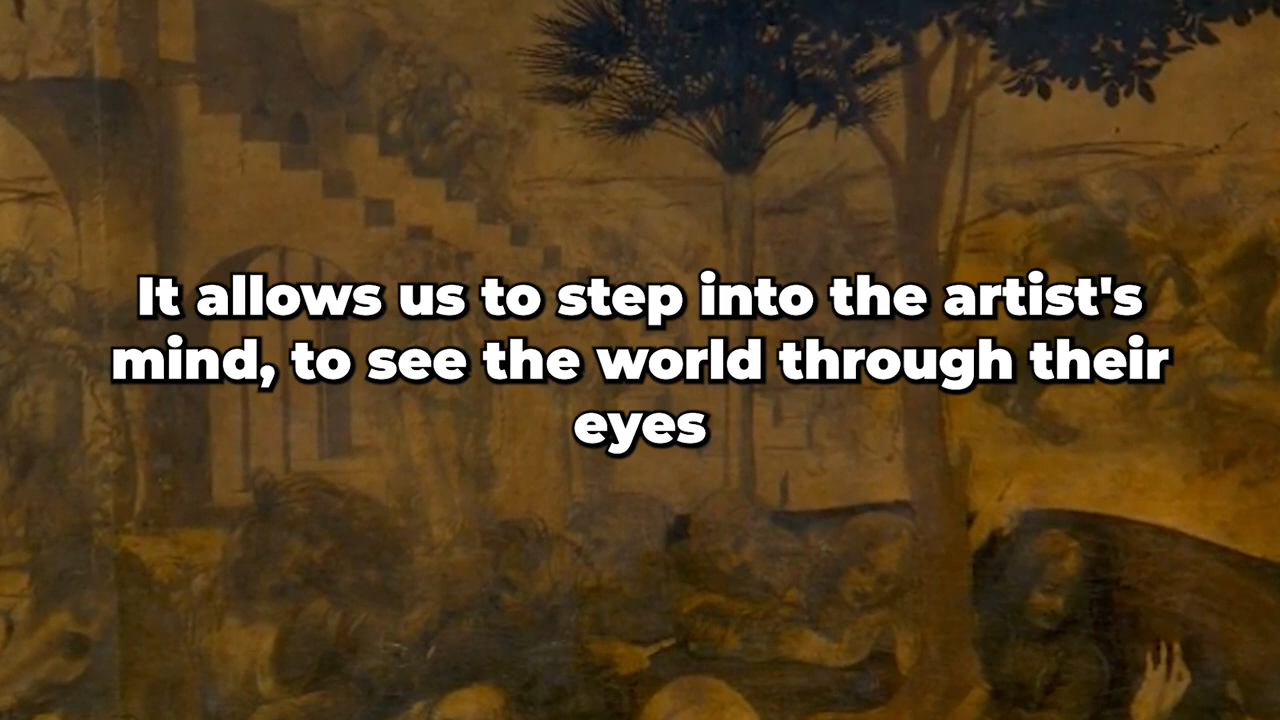 It allows us to step into the artist's
mind, to see the world through their
eyes